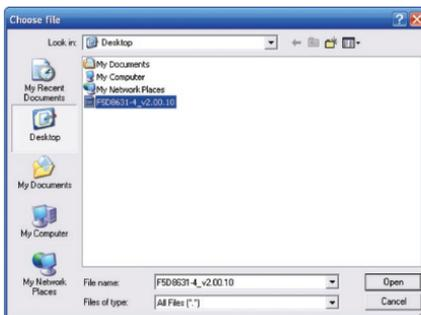 Choose file
Look in: Desktop
My Recent
Documents
Desktop
My Documents
My Computer
My Network
Places
My Documents
My Computer
My Network Places
F5D8631-4_v2.00.10
File name: F5D8631-4_v2.00.10 Open
Files of type: All Files (*.*) Cancel